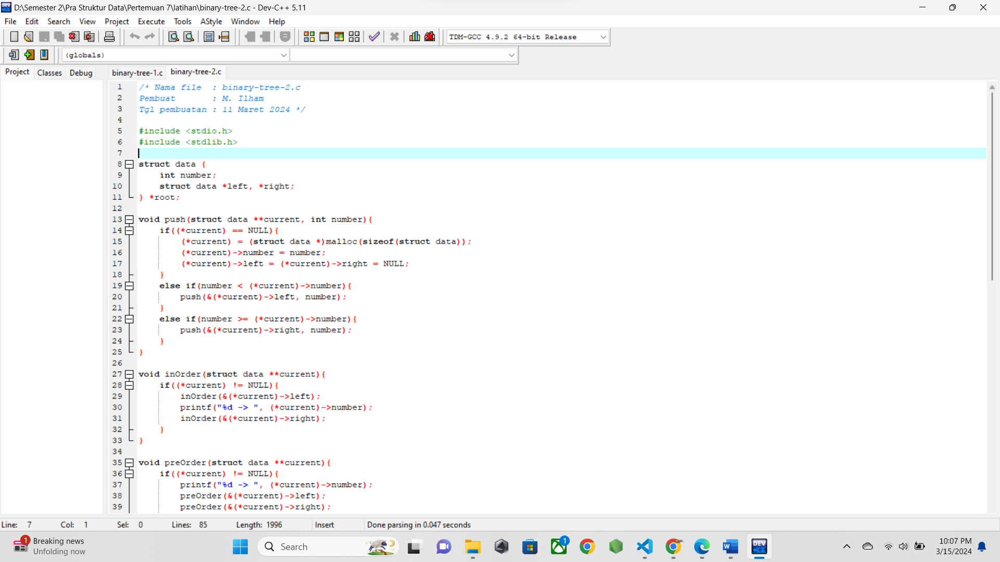 D:\Semester 2\Pra Struktur Data\Pertemuan 7\latihan\binary-tree-2.c - Dev-C++ 5.11
File Edit Search View Project Execute Tools AStyle Window Help
TDM-GCC 4.9.2 64-bit Release
(globals)
Project Classes Debug binary-tree-1.c binary-tree-2.c
1 /* Nama file : binary-tree-2.c
2 Pembuat : M. Ilham
3 Tgl pembuatan : 11 Maret 2024 */
4
5 #include <stdio.h>
6 #include <stdlib.h>
7
8 struct data {
9 int number;
10 struct data *left, *right;
11 } *root;
12
13 void push(struct data **current, int number){
14 if((*current) == NULL){
15 (*current) = (struct data *)malloc(sizeof(struct data));
16 (*current)->number = number;
17 (*current)->left = (*current)->right = NULL;
18 }
19 else if(number < (*current)->number){
20 push(&(*current)->left, number);
21 }
22 else if(number >= (*current)->number){
23 push(&(*current)->right, number);
24 }
25 }
26
27 void inOrder(struct data **current){
28 if((*current) != NULL){
29 inOrder(&(*current)->left);
30 printf("%d -> ", (*current)->number);
31 inOrder(&(*current)->right);
32 }
33 }
34
35 void preOrder(struct data **current){
36 if((*current) != NULL){
37 printf("%d -> ", (*current)->number);
38 preOrder(&(*current)->left);
39 preOrder(&(*current)->right);
Line: 7 Col: 1 Sel: 0 Lines: 85 Length: 1996 Insert Done parsing in 0.047 seconds
1 Breaking news
Unfolding now
Search
1
W
DEV
C++
10:07 PM
3/15/2024